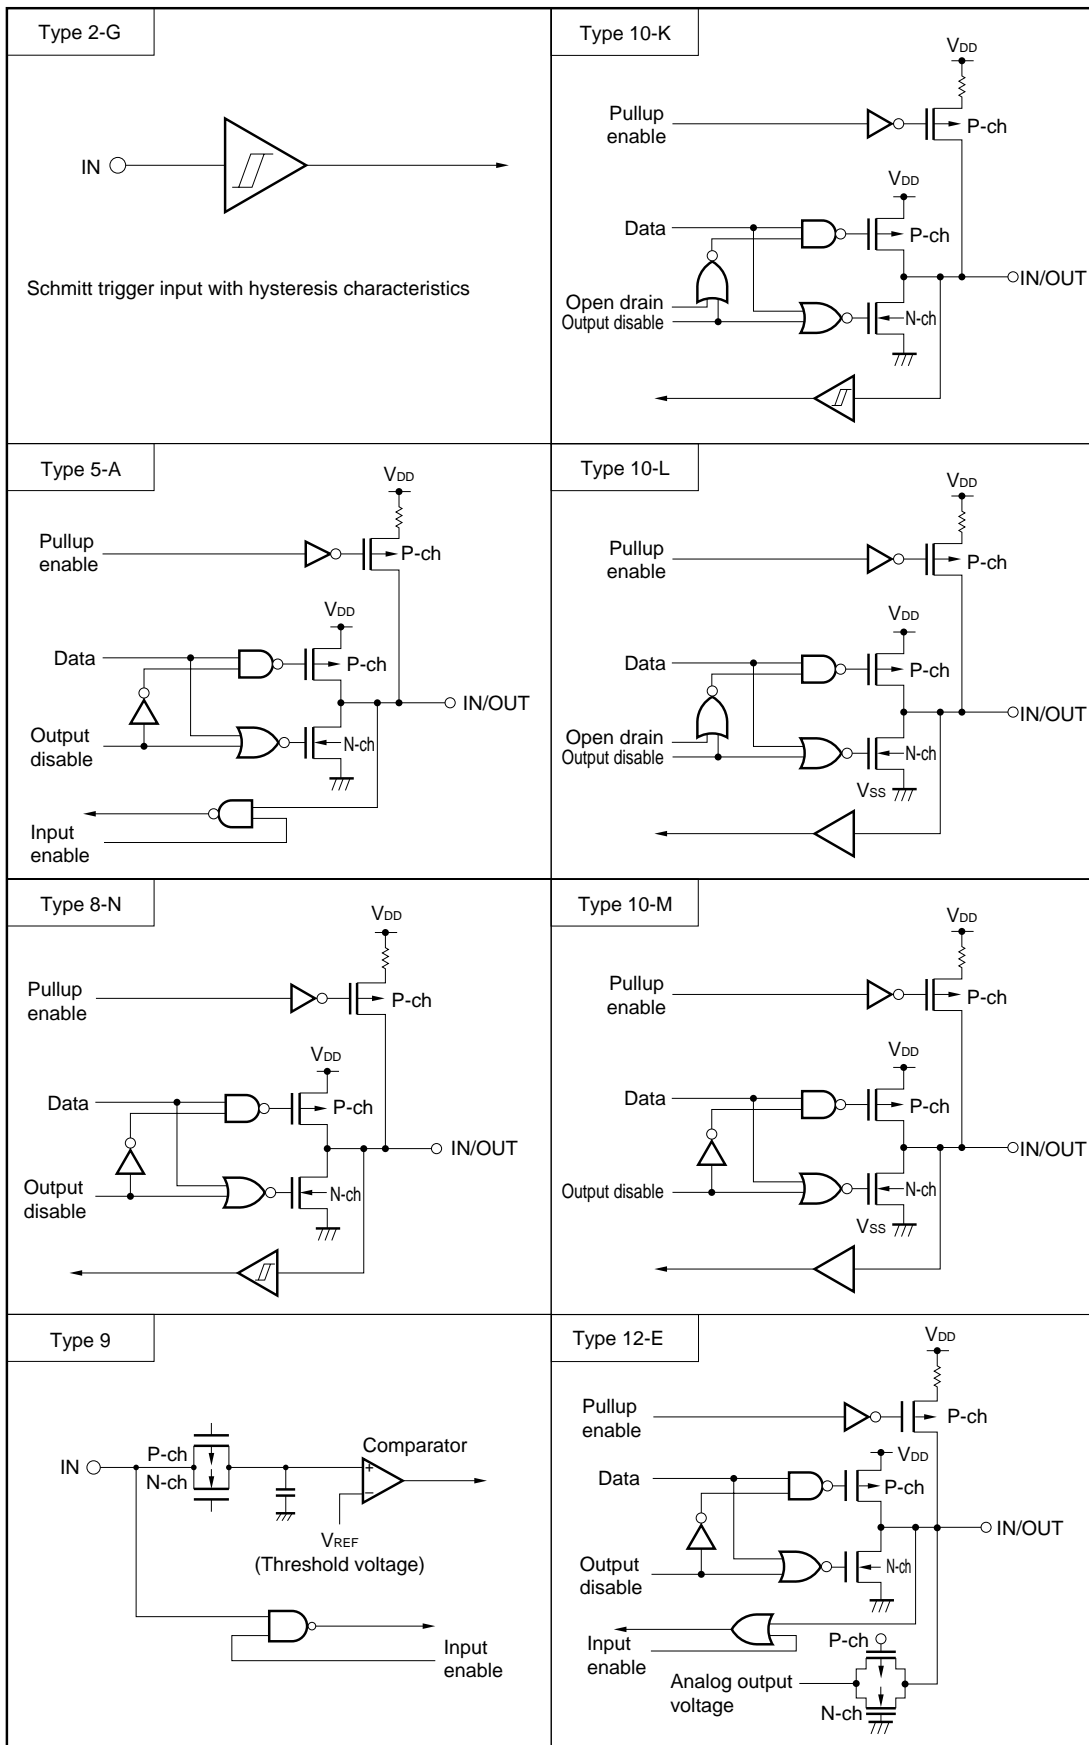 Type 2-G
IN
Schmitt trigger input with hysteresis characteristics
Type 10-K
VDD
Pullup
enable
P-ch
VDD
Data
P-ch
IN/OUT
Open drain
Output disable
N-ch
Type 5-A
VDD
Pullup
enable
P-ch
VDD
Data
P-ch
IN/OUT
Output
disable
N-ch
Input
enable
Type 10-L
VDD
Pullup
enable
P-ch
VDD
Data
P-ch
IN/OUT
Open drain
Output disable
N-ch
VSS
Type 8-N
VDD
Pullup
enable
P-ch
VDD
Data
P-ch
IN/OUT
Output
disable
N-ch
Type 10-M
VDD
Pullup
enable
P-ch
VDD
Data
P-ch
IN/OUT
Output disable
N-ch
VSS
Type 9
P-ch
IN
N-ch
Comparator
+
−
VREF
(Threshold voltage)
Input
enable
Type 12-E
VDD
Pullup
enable
P-ch
VDD
Data
P-ch
IN/OUT
Output
disable
N-ch
Input
enable
P-ch
Analog output
voltage
N-ch